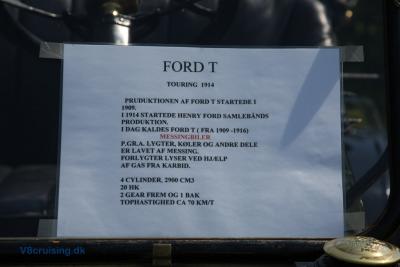 FORD T
TOURING 1914
PRUDUKTIONEN AF FORD T STARTEDE I
1909.
I 1914 STARTEDE HENRY FORD SAMLEBÅNDS
PRODUKTION.
I DAG KALDES FORD T ( FRA 1909 -1916)
MESSINGBILER
P.GR.A. LYGTER, KØLER OG ANDRE DELE
ER LAVET AF MESSING.
FORLYGTER LYSER VED HJÆLP
AF GAS FRA KARBID.
4 CYLINDER, 2900 CM3
20 HK
2 GEAR FREM OG 1 BAK
TOPHASTIGHED CA 70 KM/T
V8cruising.dk